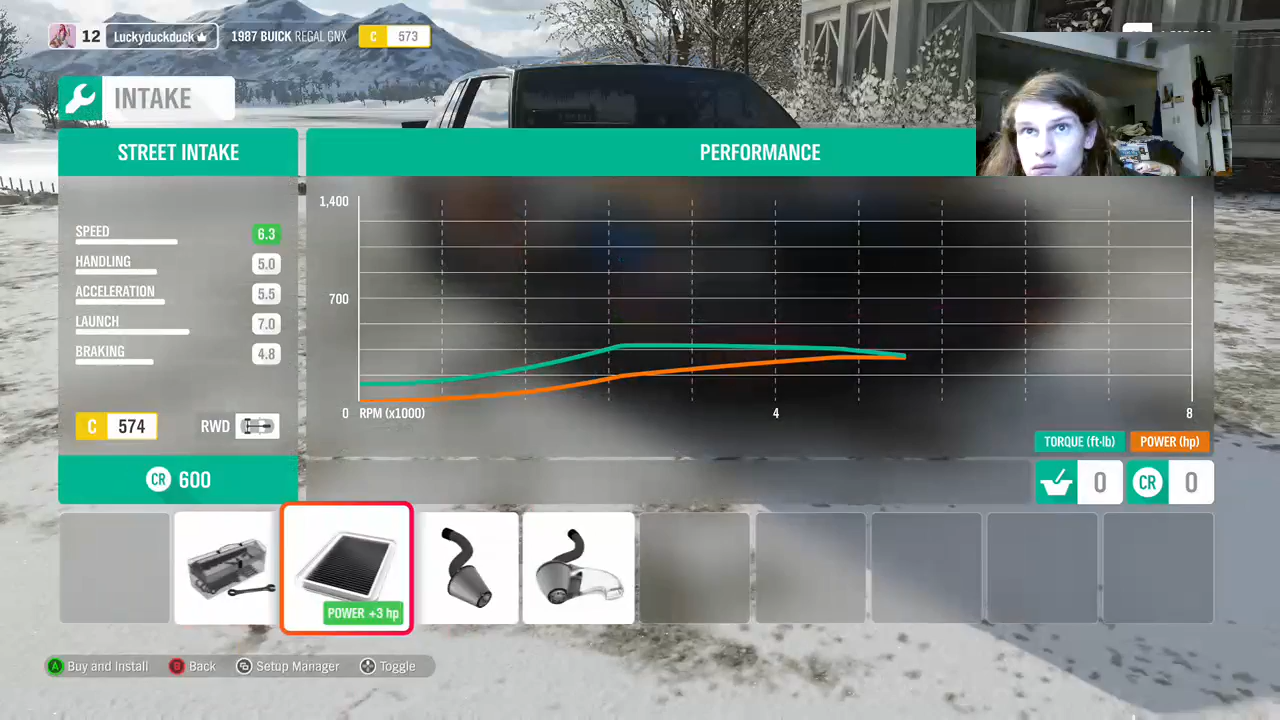 12 Luckyduckduck 1987 BUICK REGAL GNX C 573
INTAKE
STREET INTAKE
PERFORMANCE
SPEED 6.3
HANDLING 5.0
ACCELERATION 5.5
LAUNCH 7.0
BRAKING 4.8
C 574 RWD
CR 600
1,400
700
0 RPM (x1000) 4 8
TORQUE (ft·lb) POWER (hp)
0 CR 0
POWER +3 hp
A Buy and Install B Back Setup Manager Toggle